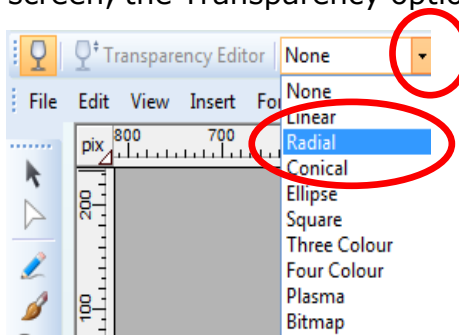 screen, the Transparency optio
Transparency Editor None
File Edit View Insert For
None
Linear
Radial
Conical
Ellipse
Square
Three Colour
Four Colour
Plasma
Bitmap
pix 800 700
200
100